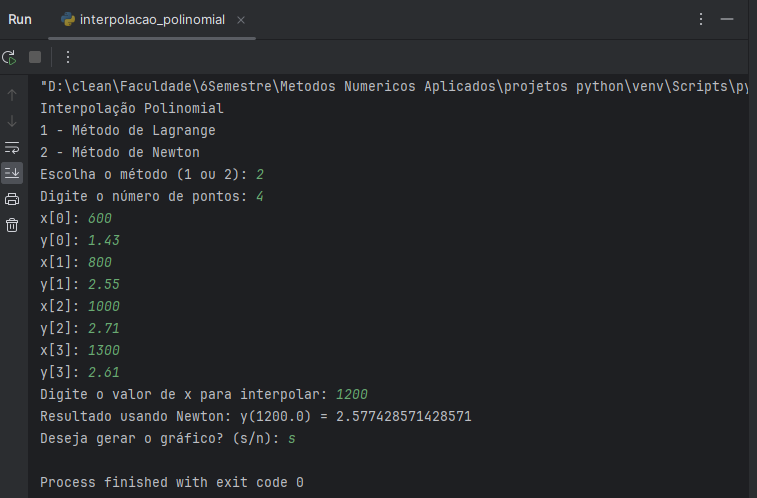 Run interpolacao_polinomial
"D:\clean\Faculdade\6Semestre\Metodos Numericos Aplicados\projetos python\venv\Scripts\py
Interpolação Polinomial
1 - Método de Lagrange
2 - Método de Newton
Escolha o método (1 ou 2): 2
Digite o número de pontos: 4
x[0]: 600
y[0]: 1.43
x[1]: 800
y[1]: 2.55
x[2]: 1000
y[2]: 2.71
x[3]: 1300
y[3]: 2.61
Digite o valor de x para interpolar: 1200
Resultado usando Newton: y(1200.0) = 2.577428571428571
Deseja gerar o gráfico? (s/n): s
Process finished with exit code 0